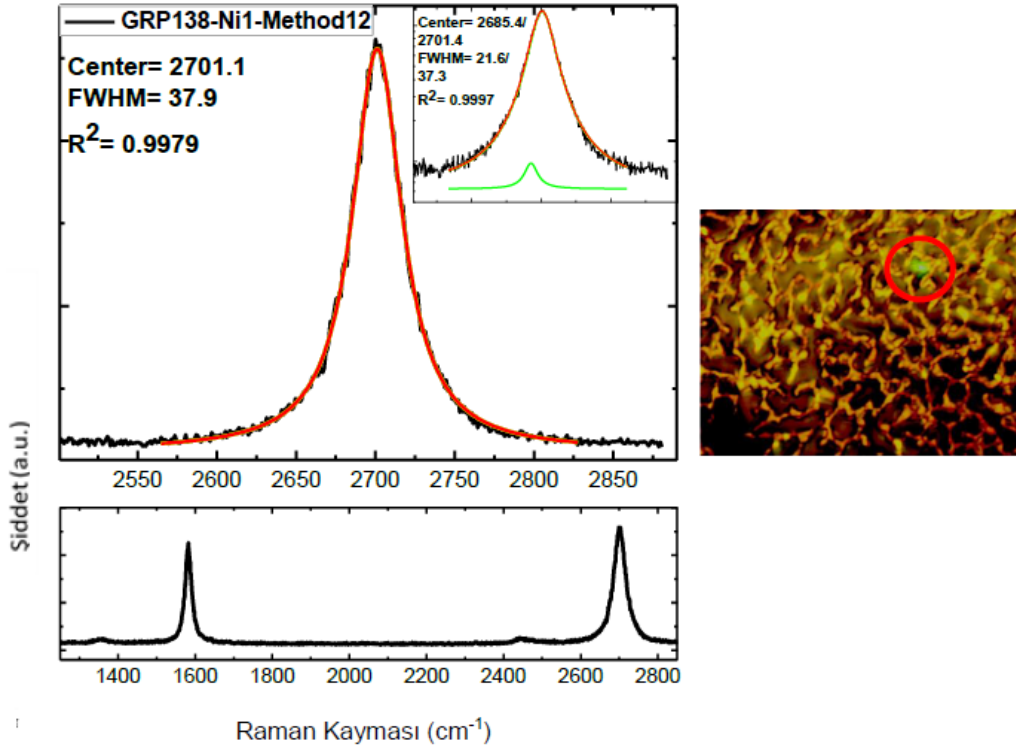 GRP138-Ni1-Method12
Center= 2701.1
FWHM= 37.9
R²= 0.9979
Center= 2685.4/
2701.4
FWHM= 21.6/
37.3
R²= 0.9997
2550 2600 2650 2700 2750 2800 2850
Şiddet (a.u.)
1400 1600 1800 2000 2200 2400 2600 2800
Raman Kayması (cm⁻¹)